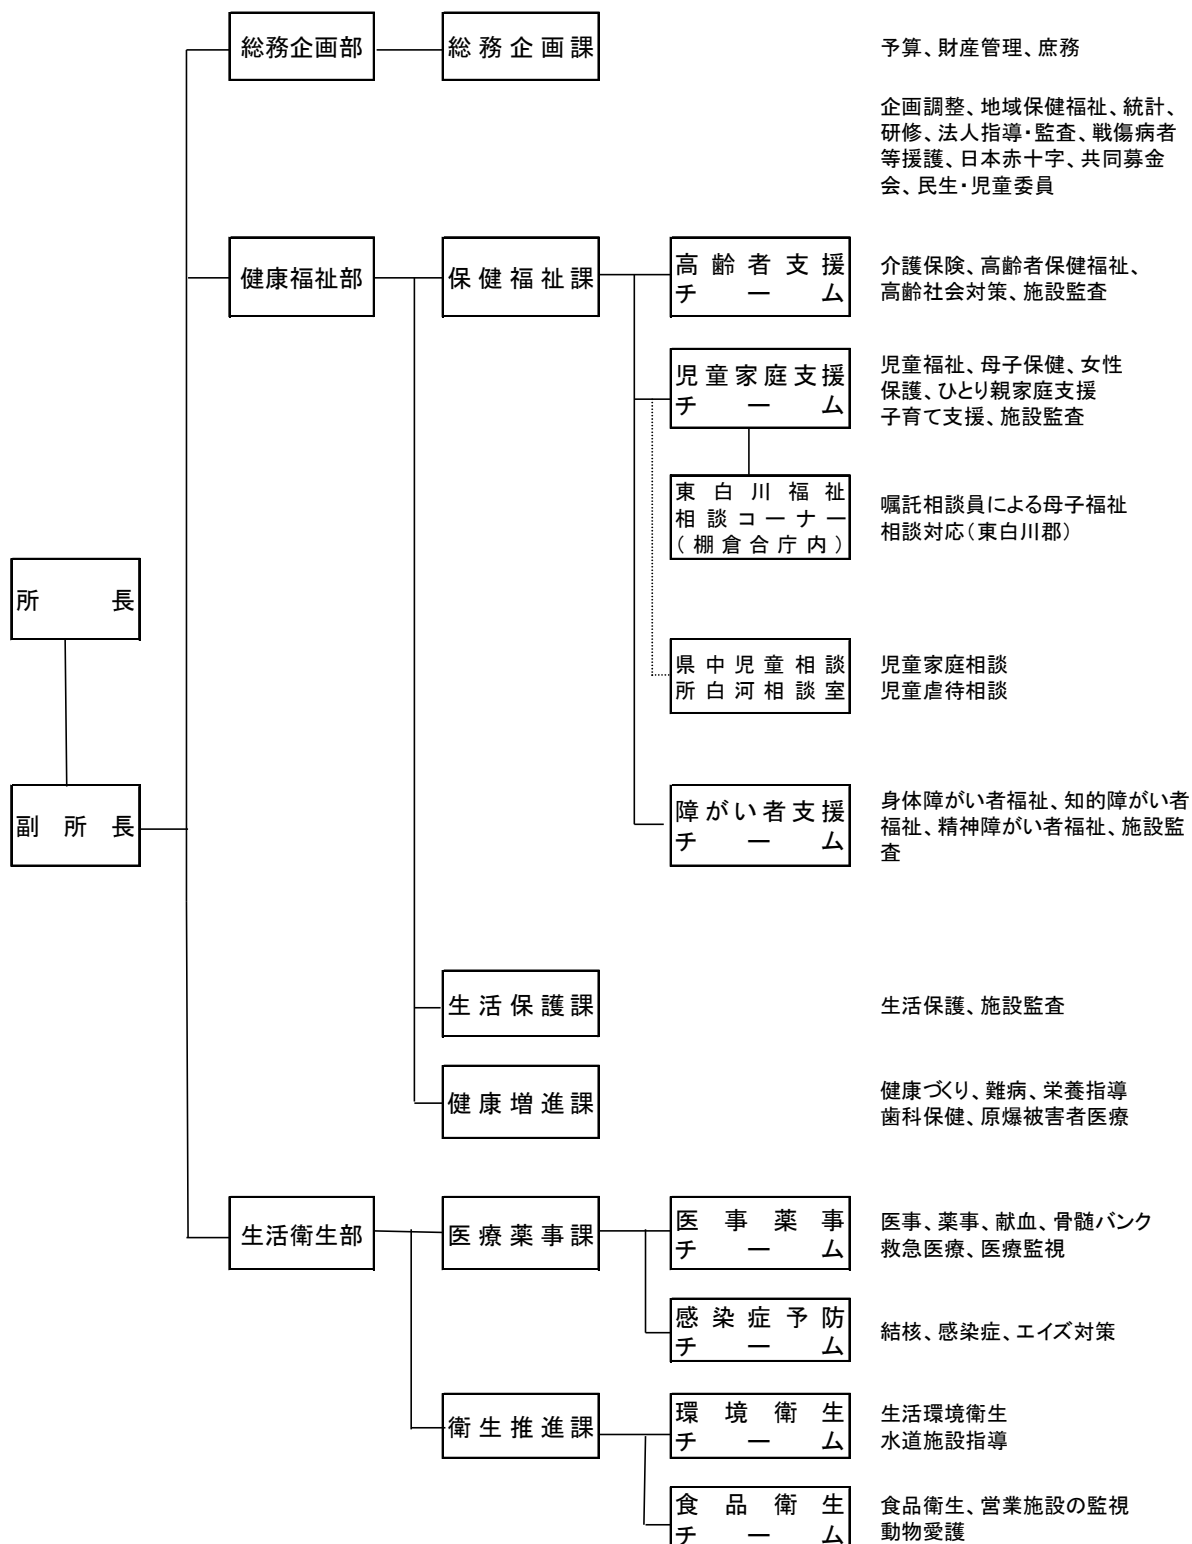 総務企画部
総務企画課
予算、財産管理、庶務
企画調整、地域保健福祉、統計、
研修、法人指導・監査、戦傷病者
等援護、日本赤十字、共同募金
会、民生・児童委員
健康福祉部
保健福祉課
高齢者支援
チーム
介護保険、高齢者保健福祉、
高齢社会対策、施設監査
児童家庭支援
チーム
児童福祉、母子保健、女性
保護、ひとり親家庭支援
子育て支援、施設監査
東白川福祉
相談コーナー
(棚倉合庁内)
嘱託相談員による母子福祉
相談対応(東白川郡)
所長
県中児童相談
所白河相談室
児童家庭相談
児童虐待相談
副所長
障がい者支援
チーム
身体障がい者福祉、知的障がい者
福祉、精神障がい者福祉、施設監
査
生活保護課
生活保護、施設監査
健康増進課
健康づくり、難病、栄養指導
歯科保健、原爆被害者医療
生活衛生部
医療薬事課
医事薬事
チーム
医事、薬事、献血、骨髄バンク
救急医療、医療監視
感染症予防
チーム
結核、感染症、エイズ対策
衛生推進課
環境衛生
チーム
生活環境衛生
水道施設指導
食品衛生
チーム
食品衛生、営業施設の監視
動物愛護